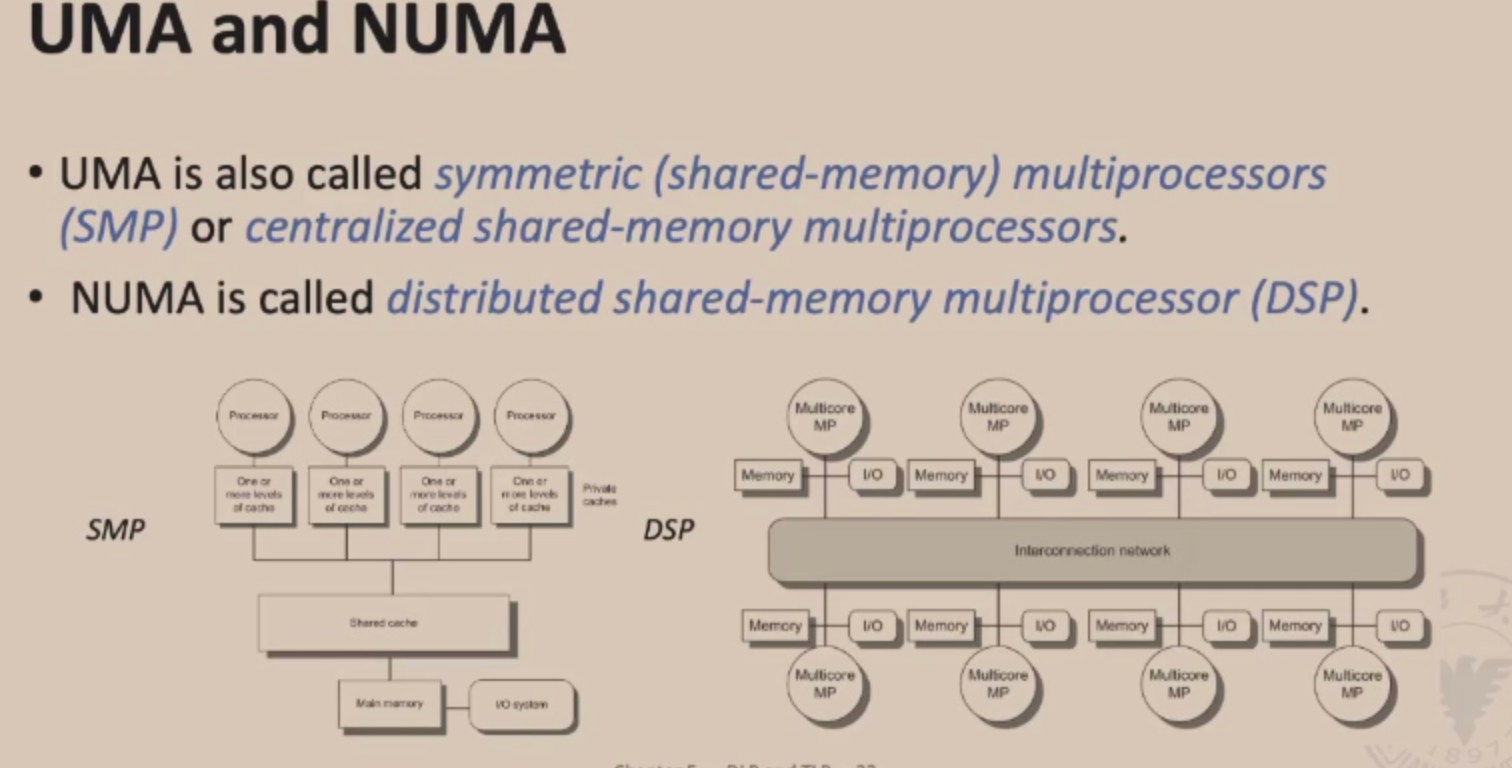 UMA and NUMA
• UMA is also called symmetric (shared-memory) multiprocessors
(SMP) or centralized shared-memory multiprocessors.
• NUMA is called distributed shared-memory multiprocessor (DSP).
SMP
Processor Processor Processor Processor
One or more levels of cache
One or more levels of cache
One or more levels of cache
One or more levels of cache
Private caches
Shared cache
Main memory I/O system
DSP
Multicore MP
Multicore MP
Multicore MP
Multicore MP
Memory I/O Memory I/O Memory I/O Memory I/O
Interconnection network
Memory I/O Memory I/O Memory I/O Memory I/O
Multicore MP
Multicore MP
Multicore MP
Multicore MP